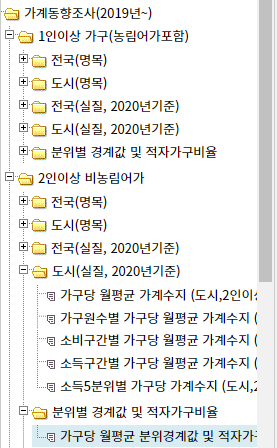 가계동향조사(2019년~)
1인이상 가구(농림어가포함)
전국(명목)
도시(명목)
전국(실질, 2020년기준)
도시(실질, 2020년기준)
분위별 경계값 및 적자가구비율
2인이상 비농림어가
전국(명목)
도시(명목)
전국(실질, 2020년기준)
도시(실질, 2020년기준)
가구당 월평균 가계수지 (도시,2인이상
가구원수별 가구당 월평균 가계수지 (
소비구간별 가구당 월평균 가계수지 (
소득구간별 가구당 월평균 가계수지 (
소득5분위별 가구당 가계수지 (도시,2
분위별 경계값 및 적자가구비율
가구당 월평균 분위경계값 및 적자가구